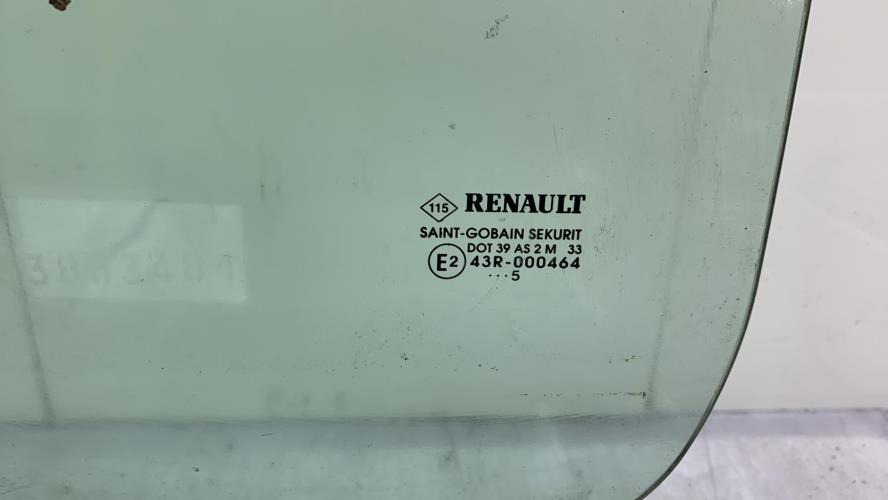 115 RENAULT
SAINT-GOBAIN SEKURIT
DOT 39 AS 2 M 33
E2 43R-000464
···5